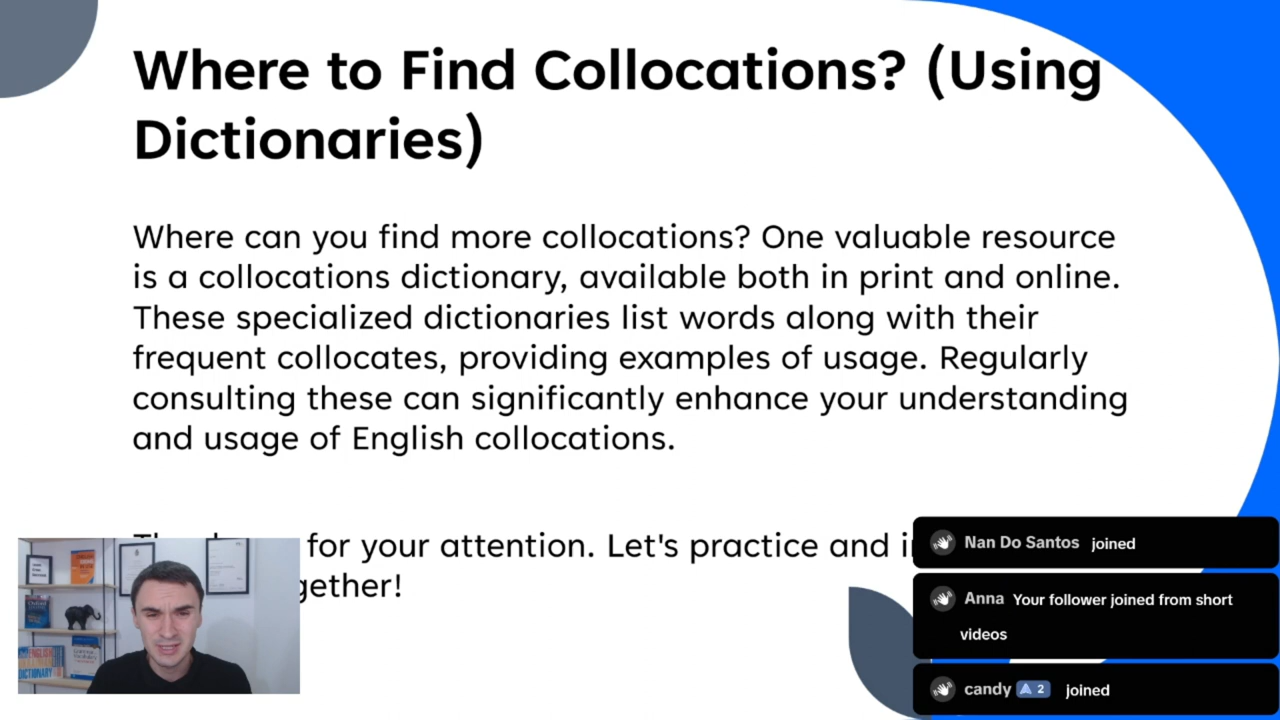 Where to Find Collocations? (Using
Dictionaries)
Where can you find more collocations? One valuable resource
is a collocations dictionary, available both in print and online.
These specialized dictionaries list words along with their
frequent collocates, providing examples of usage. Regularly
consulting these can significantly enhance your understanding
and usage of English collocations.
for your attention. Let's practice and
gether!
Nan Do Santos joined
Anna Your follower joined from short
videos
candy 2 joined
DICTIONARY